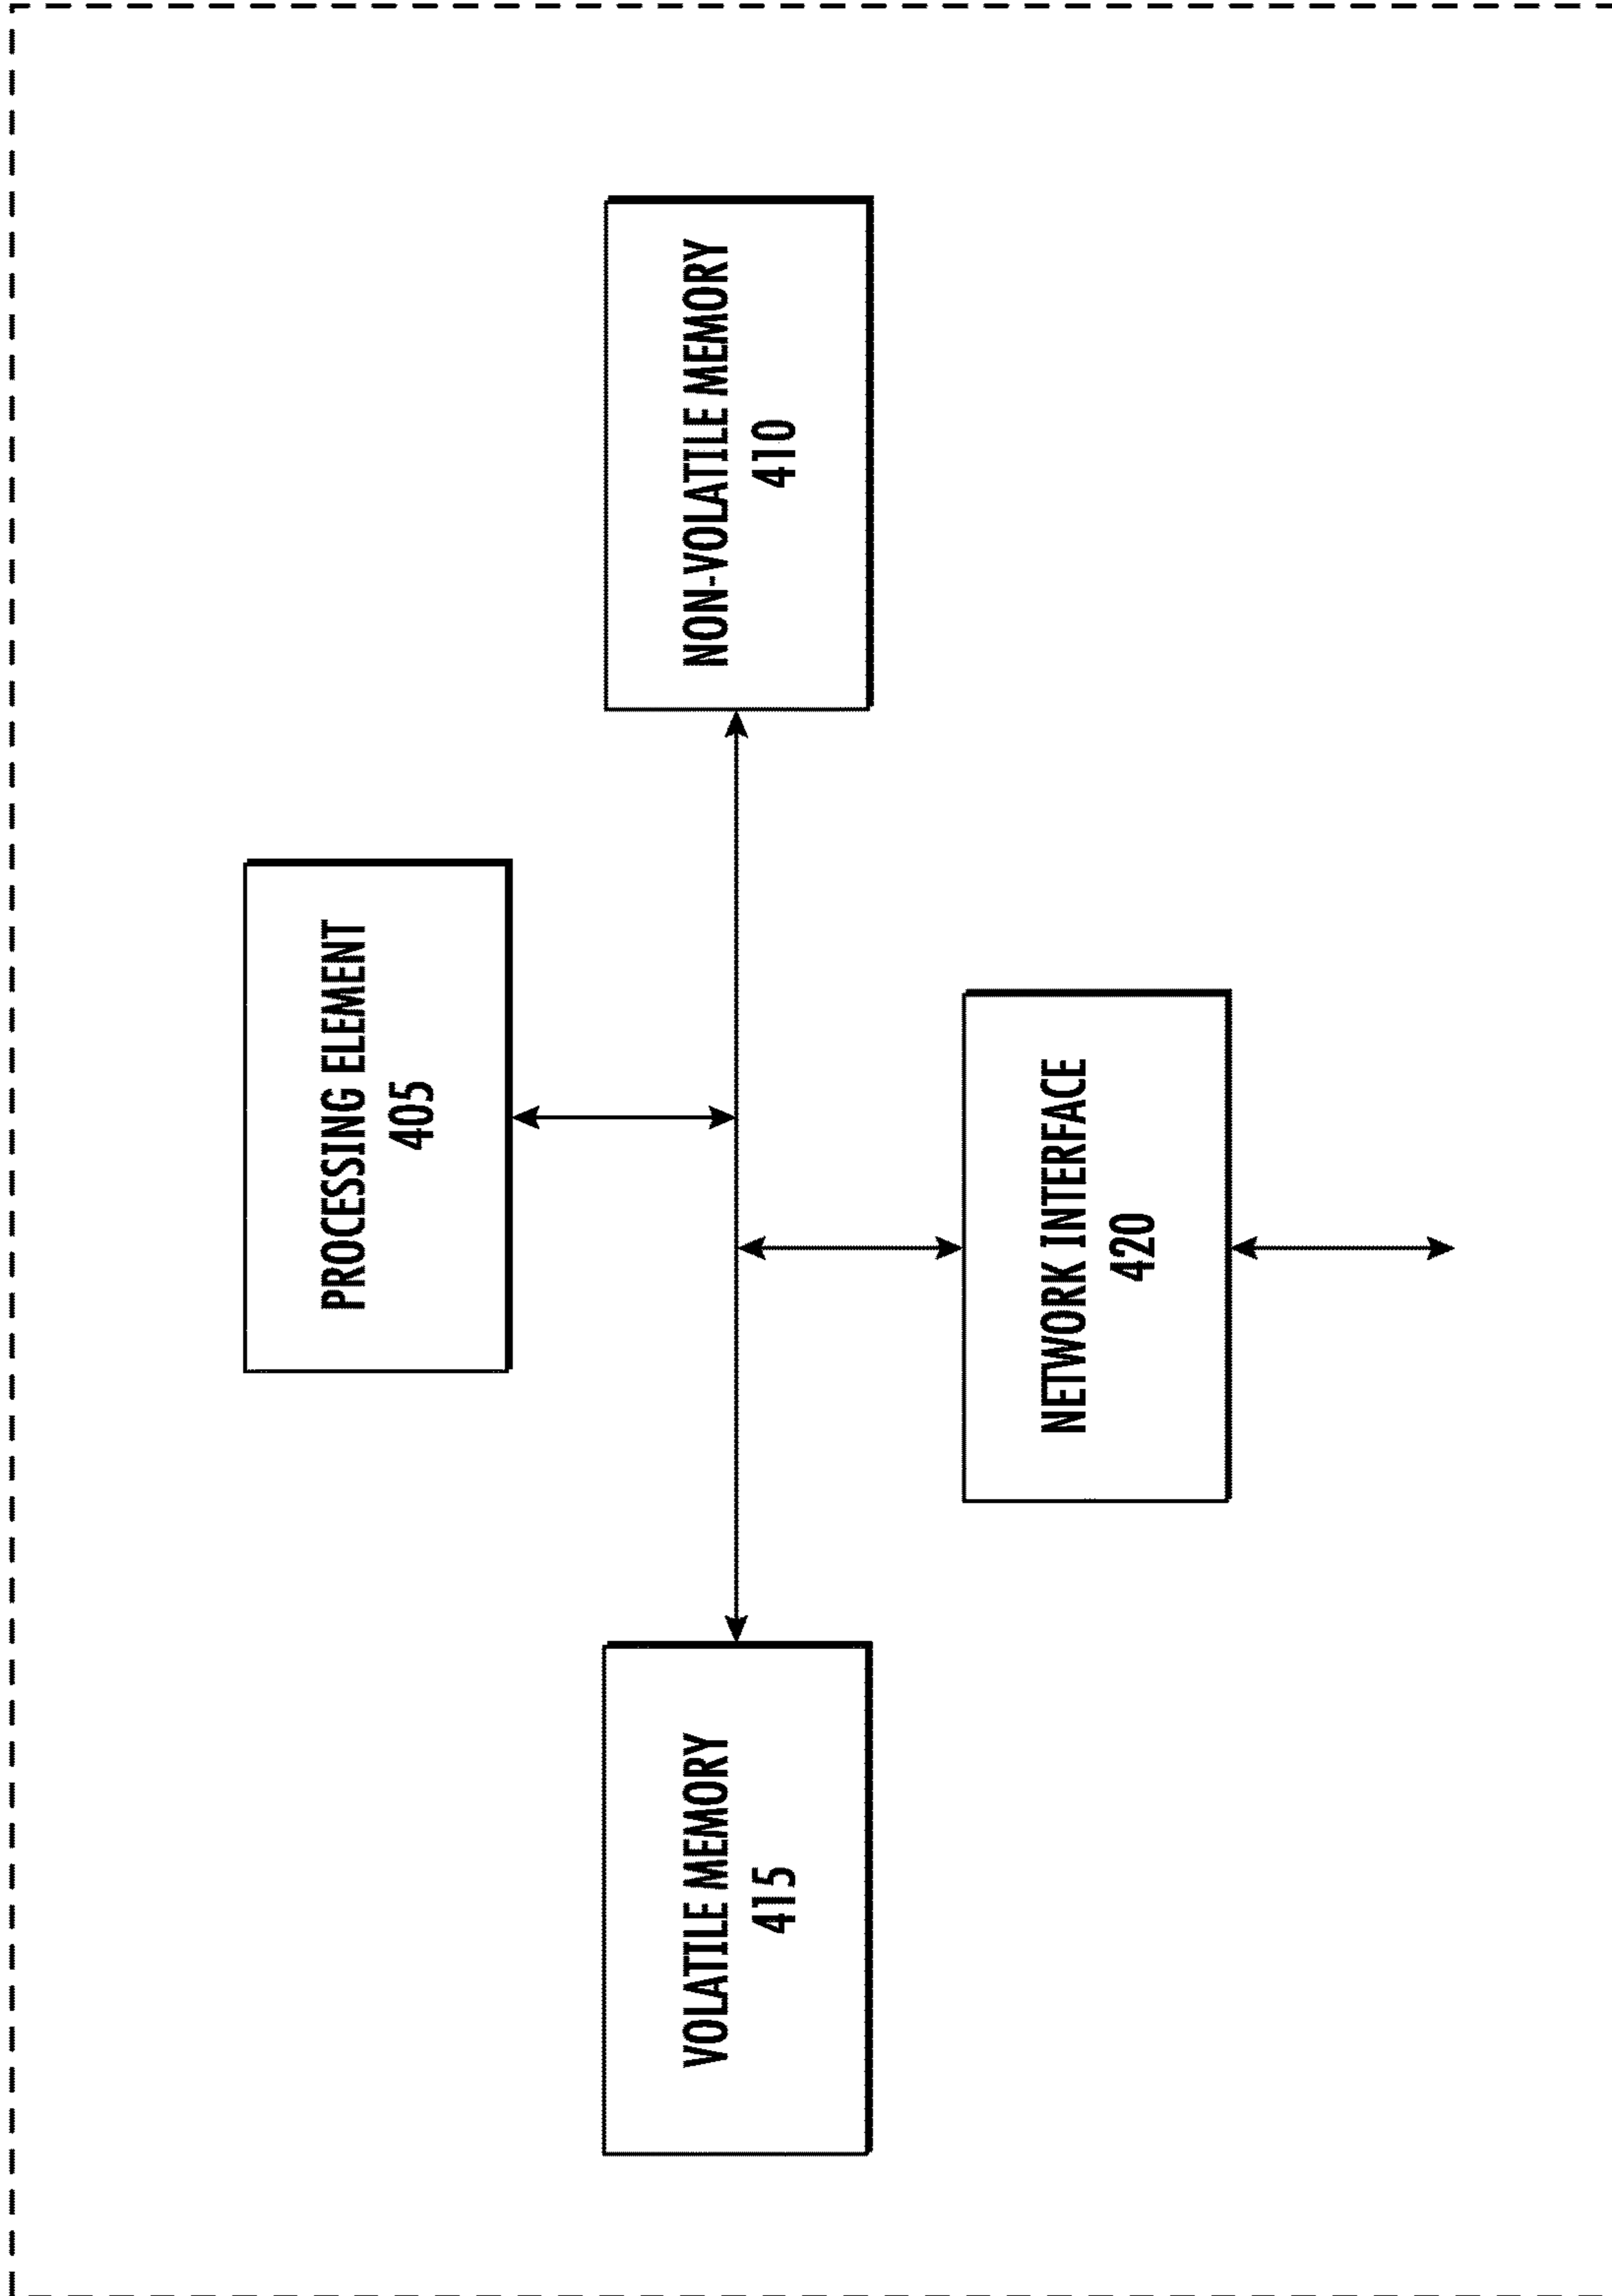 PROCESSING ELEMENT
405
VOLATILE MEMORY
415
NON-VOLATILE MEMORY
410
NETWORK INTERFACE
420